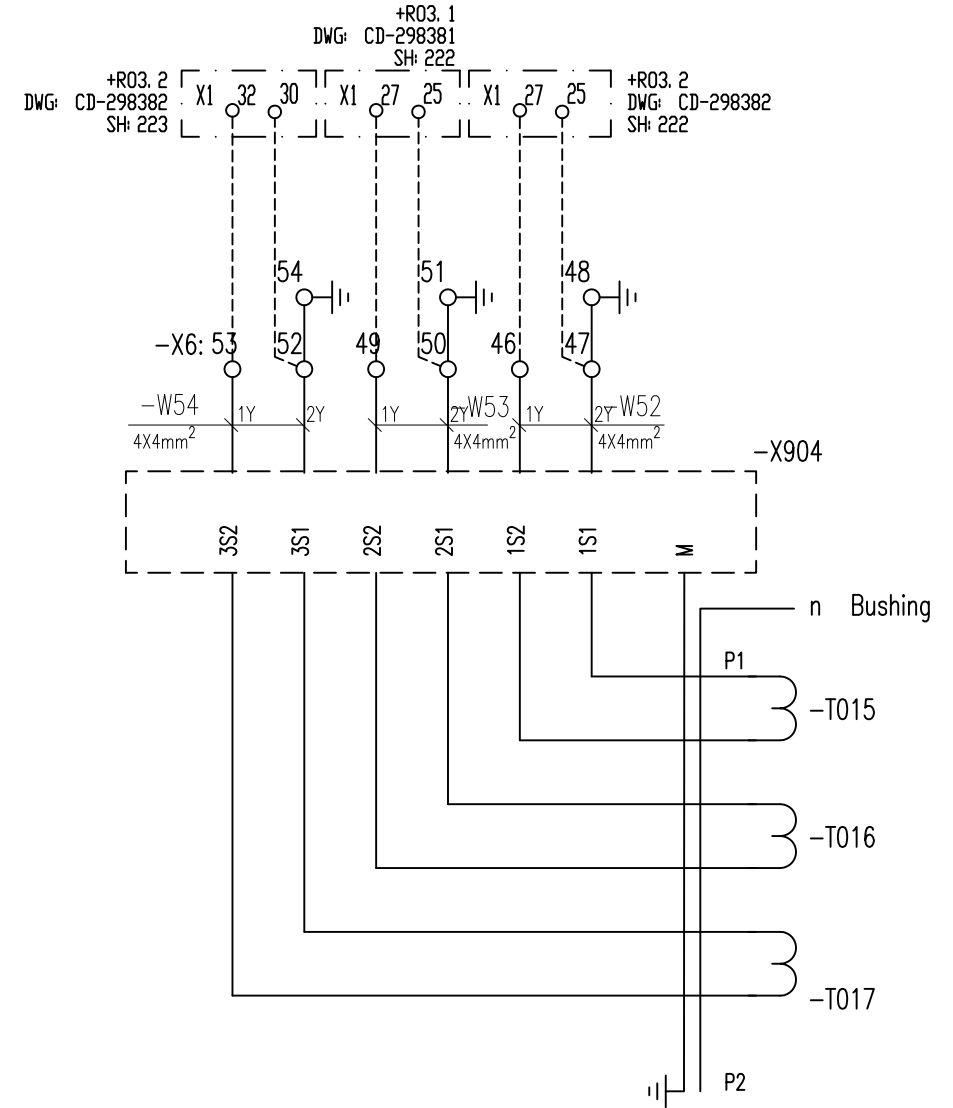 +R03.1
DWG: CD-298381
SH: 222
+R03.2
DWG: CD-298382
SH: 223
X1 32 30
X1 27 25
X1 27 25
+R03.2
DWG: CD-298382
SH: 222
54
51
48
-X6: 53 52 49 50 46 47
-W54 1Y 2Y 1Y 2Y -W53 1Y 2Y -W52
4X4mm² 4X4mm² 4X4mm²
-X904
3S2 3S1 2S2 2S1 1S2 1S1 M
n Bushing
P1
-T015
-T016
-T017
P2